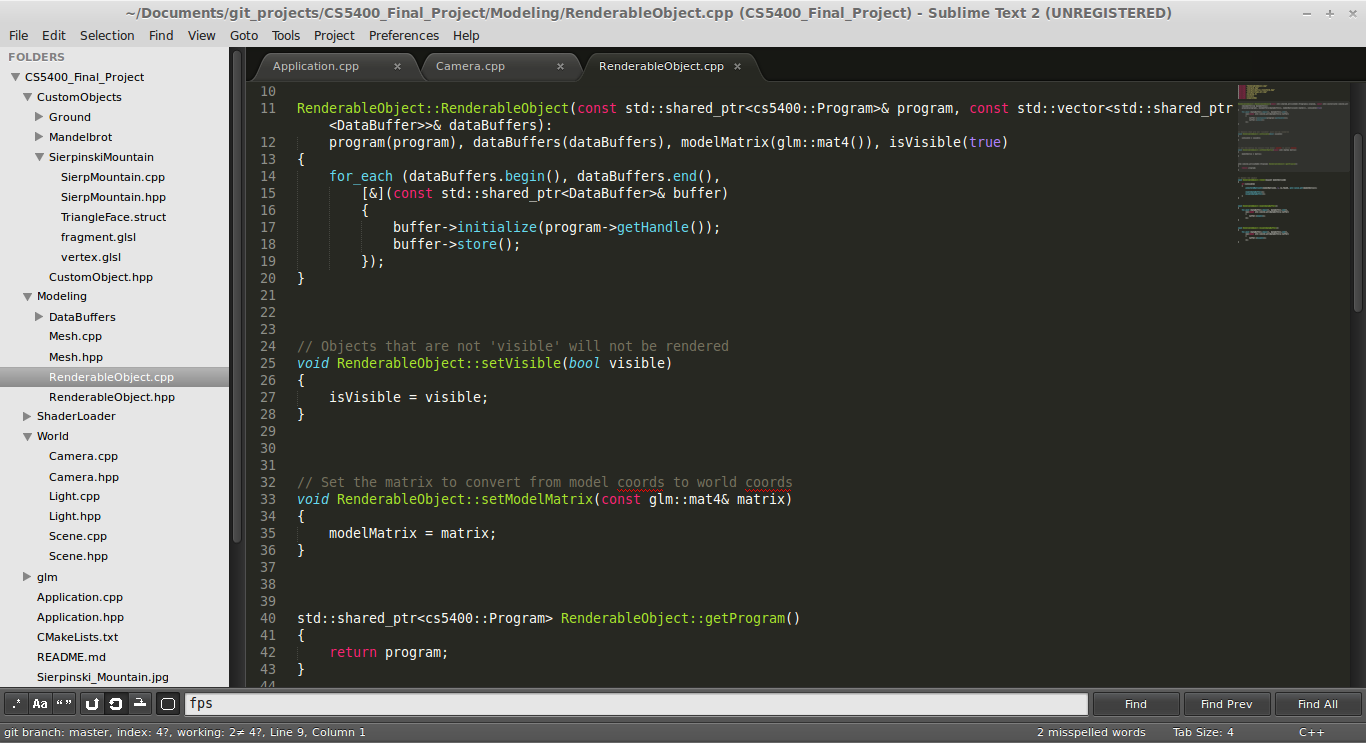 ~/Documents/git_projects/CS5400_Final_Project/Modeling/RenderableObject.cpp (CS5400_Final_Project) - Sublime Text 2 (UNREGISTERED)
File Edit Selection Find View Goto Tools Project Preferences Help
FOLDERS
CS5400_Final_Project
CustomObjects
Ground
Mandelbrot
SierpinskiMountain
SierpMountain.cpp
SierpMountain.hpp
TriangleFace.struct
fragment.glsl
vertex.glsl
CustomObject.hpp
Modeling
DataBuffers
Mesh.cpp
Mesh.hpp
RenderableObject.cpp
RenderableObject.hpp
ShaderLoader
World
Camera.cpp
Camera.hpp
Light.cpp
Light.hpp
Scene.cpp
Scene.hpp
glm
Application.cpp
Application.hpp
CMakeLists.txt
README.md
Sierpinski_Mountain.jpg
Application.cpp × Camera.cpp × RenderableObject.cpp ×
10
11 RenderableObject::RenderableObject(const std::shared_ptr<cs5400::Program>& program, const std::vector<std::shared_ptr
<DataBuffer>>& dataBuffers):
12 program(program), dataBuffers(dataBuffers), modelMatrix(glm::mat4()), isVisible(true)
13 {
14 for_each (dataBuffers.begin(), dataBuffers.end(),
15 [&](const std::shared_ptr<DataBuffer>& buffer)
16 {
17 buffer->initialize(program->getHandle());
18 buffer->store();
19 });
20 }
21
22
23
24 // Objects that are not 'visible' will not be rendered
25 void RenderableObject::setVisible(bool visible)
26 {
27 isVisible = visible;
28 }
29
30
31
32 // Set the matrix to convert from model coords to world coords
33 void RenderableObject::setModelMatrix(const glm::mat4& matrix)
34 {
35 modelMatrix = matrix;
36 }
37
38
39
40 std::shared_ptr<cs5400::Program> RenderableObject::getProgram()
41 {
42 return program;
43 }
44
.* Aa “ ” fps Find Find Prev Find All
git branch: master, index: 4?, working: 2≠ 4?, Line 9, Column 1 2 misspelled words Tab Size: 4 C++